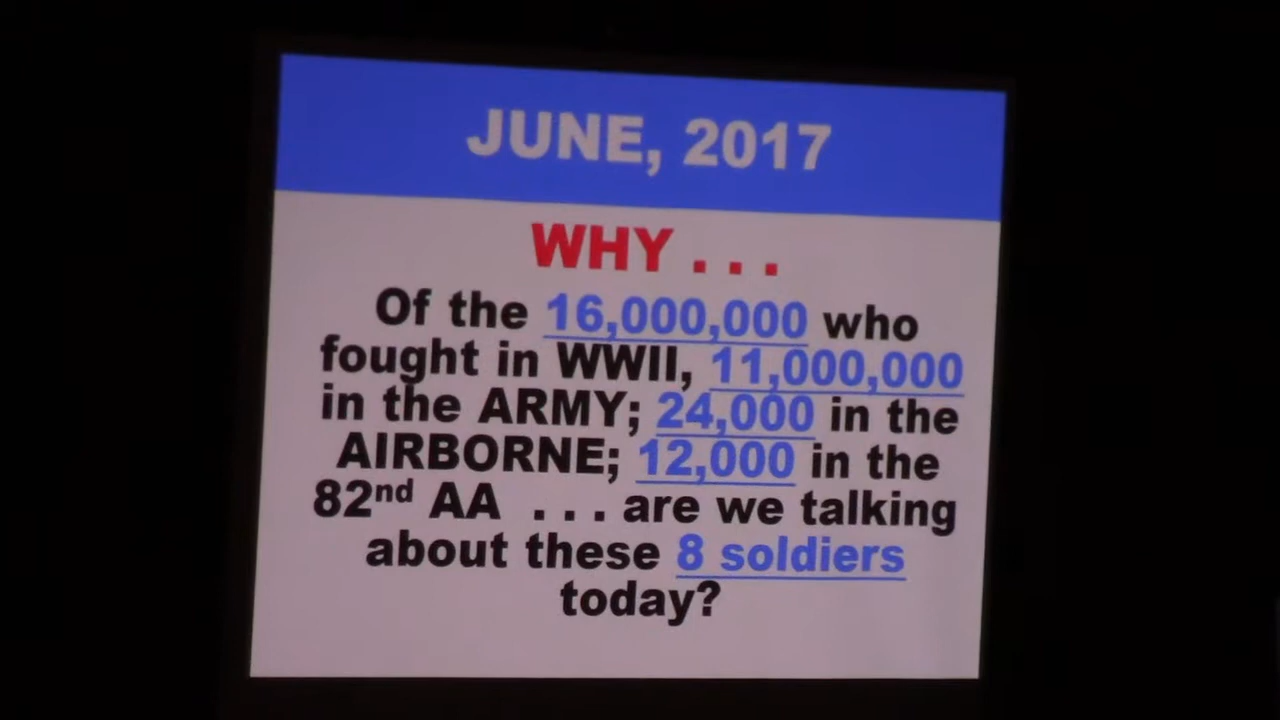 JUNE, 2017
WHY . . .
Of the 16,000,000 who
fought in WWII, 11,000,000
in the ARMY; 24,000 in the
AIRBORNE; 12,000 in the
82nd AA . . . are we talking
about these 8 soldiers
today?